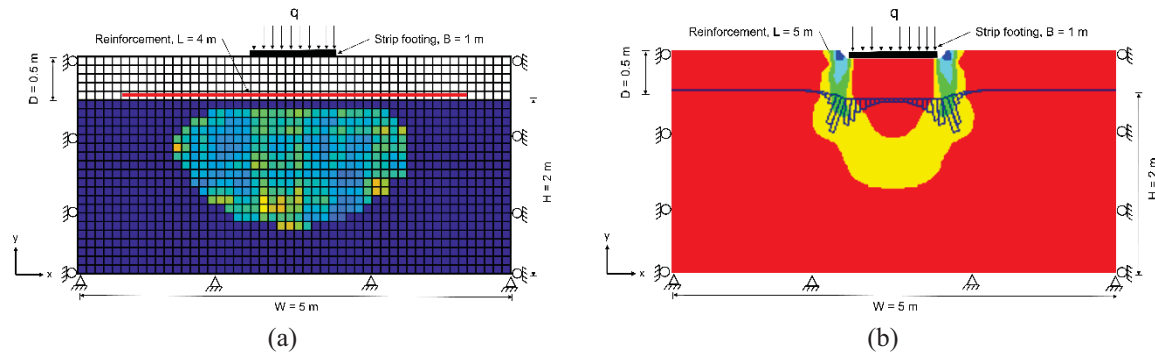 q
Reinforcement, L = 4 m
Strip footing, B = 1 m
D = 0.5 m
H = 2 m
y
x
W = 5 m
(a)
q
Reinforcement, L = 5 m
Strip footing, B = 1 m
D = 0.5 m
H = 2 m
y
x
W = 5 m
(b)